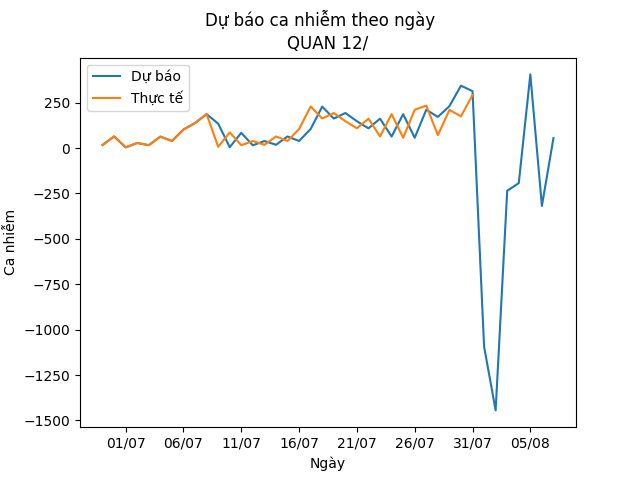 Dự báo ca nhiễm theo ngày
QUAN 12/
Dự báo
Thực tế
Ca nhiễm
250
0
−250
−500
−750
−1000
−1250
−1500
01/07 06/07 11/07 16/07 21/07 26/07 31/07 05/08
Ngày